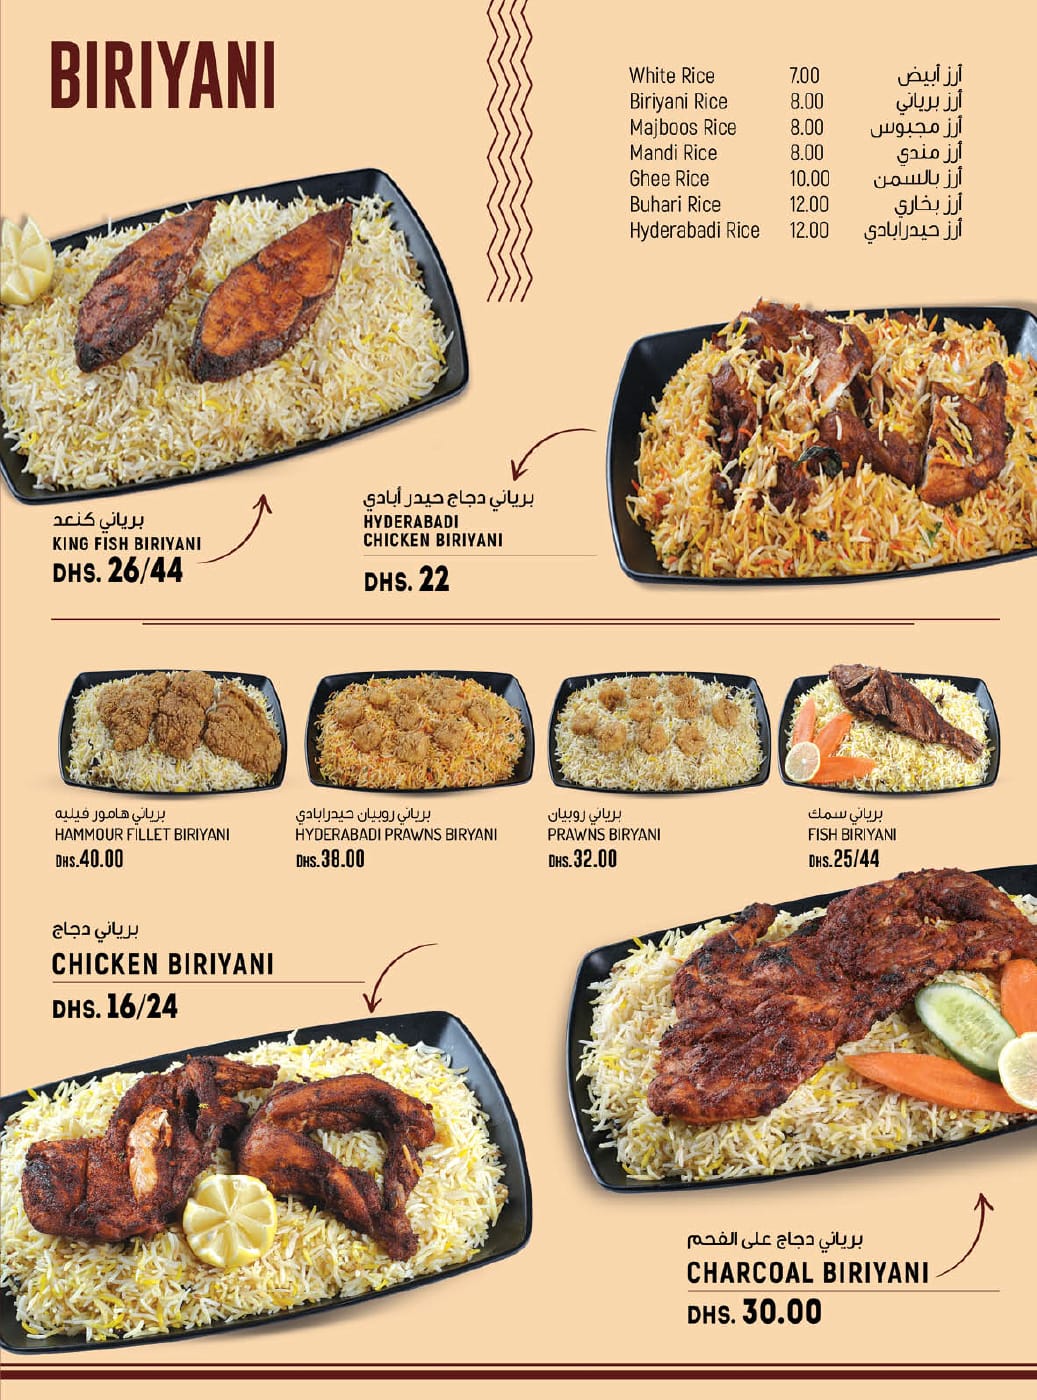 BIRIYANI
White Rice 7.00 أرز أبيض
Biriyani Rice 8.00 أرز برياني
Majboos Rice 8.00 أرز مجبوس
Mandi Rice 8.00 أرز مندي
Ghee Rice 10.00 أرز بالسمن
Buhari Rice 12.00 أرز بخاري
Hyderabadi Rice 12.00 أرز حيدرابادي
برياني كنعد
KING FISH BIRIYANI
DHS. 26/44
برياني دجاج حيدر أبادي
HYDERABADI
CHICKEN BIRIYANI
DHS. 22
برياني هامور فيليه
HAMMOUR FILLET BIRIYANI
DHS.40.00
برياني روبيان حيدرابادي
HYDERABADI PRAWNS BIRYANI
DHS.38.00
برياني روبيان
PRAWNS BIRYANI
DHS.32.00
برياني سمك
FISH BIRIYANI
DHS.25/44
برياني دجاج
CHICKEN BIRIYANI
DHS. 16/24
برياني دجاج على الفحم
CHARCOAL BIRIYANI
DHS. 30.00